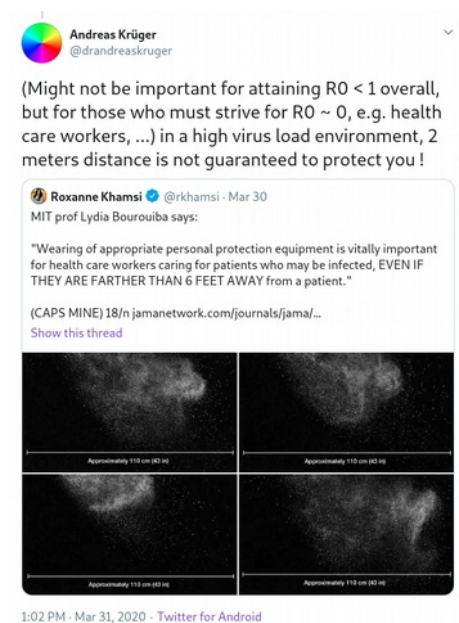 Andreas Krüger
@drandreaskruger
(Might not be important for attaining R0 < 1 overall,
but for those who must strive for R0 ~ 0, e.g. health
care workers, ...) in a high virus load environment, 2
meters distance is not guaranteed to protect you !
Roxanne Khamsi @rkhamsi · Mar 30
MIT prof Lydia Bourouiba says:
"Wearing of appropriate personal protection equipment is vitally important
for health care workers caring for patients who may be infected, EVEN IF
THEY ARE FARTHER THAN 6 FEET AWAY from a patient."
(CAPS MINE) 18/n jamanetwork.com/journals/jama/...
Show this thread
Approximately 110 cm (43 in)
Approximately 110 cm (43 in)
Approximately 110 cm (43 in)
Approximately 110 cm (43 in)
1:02 PM · Mar 31, 2020 · Twitter for Android